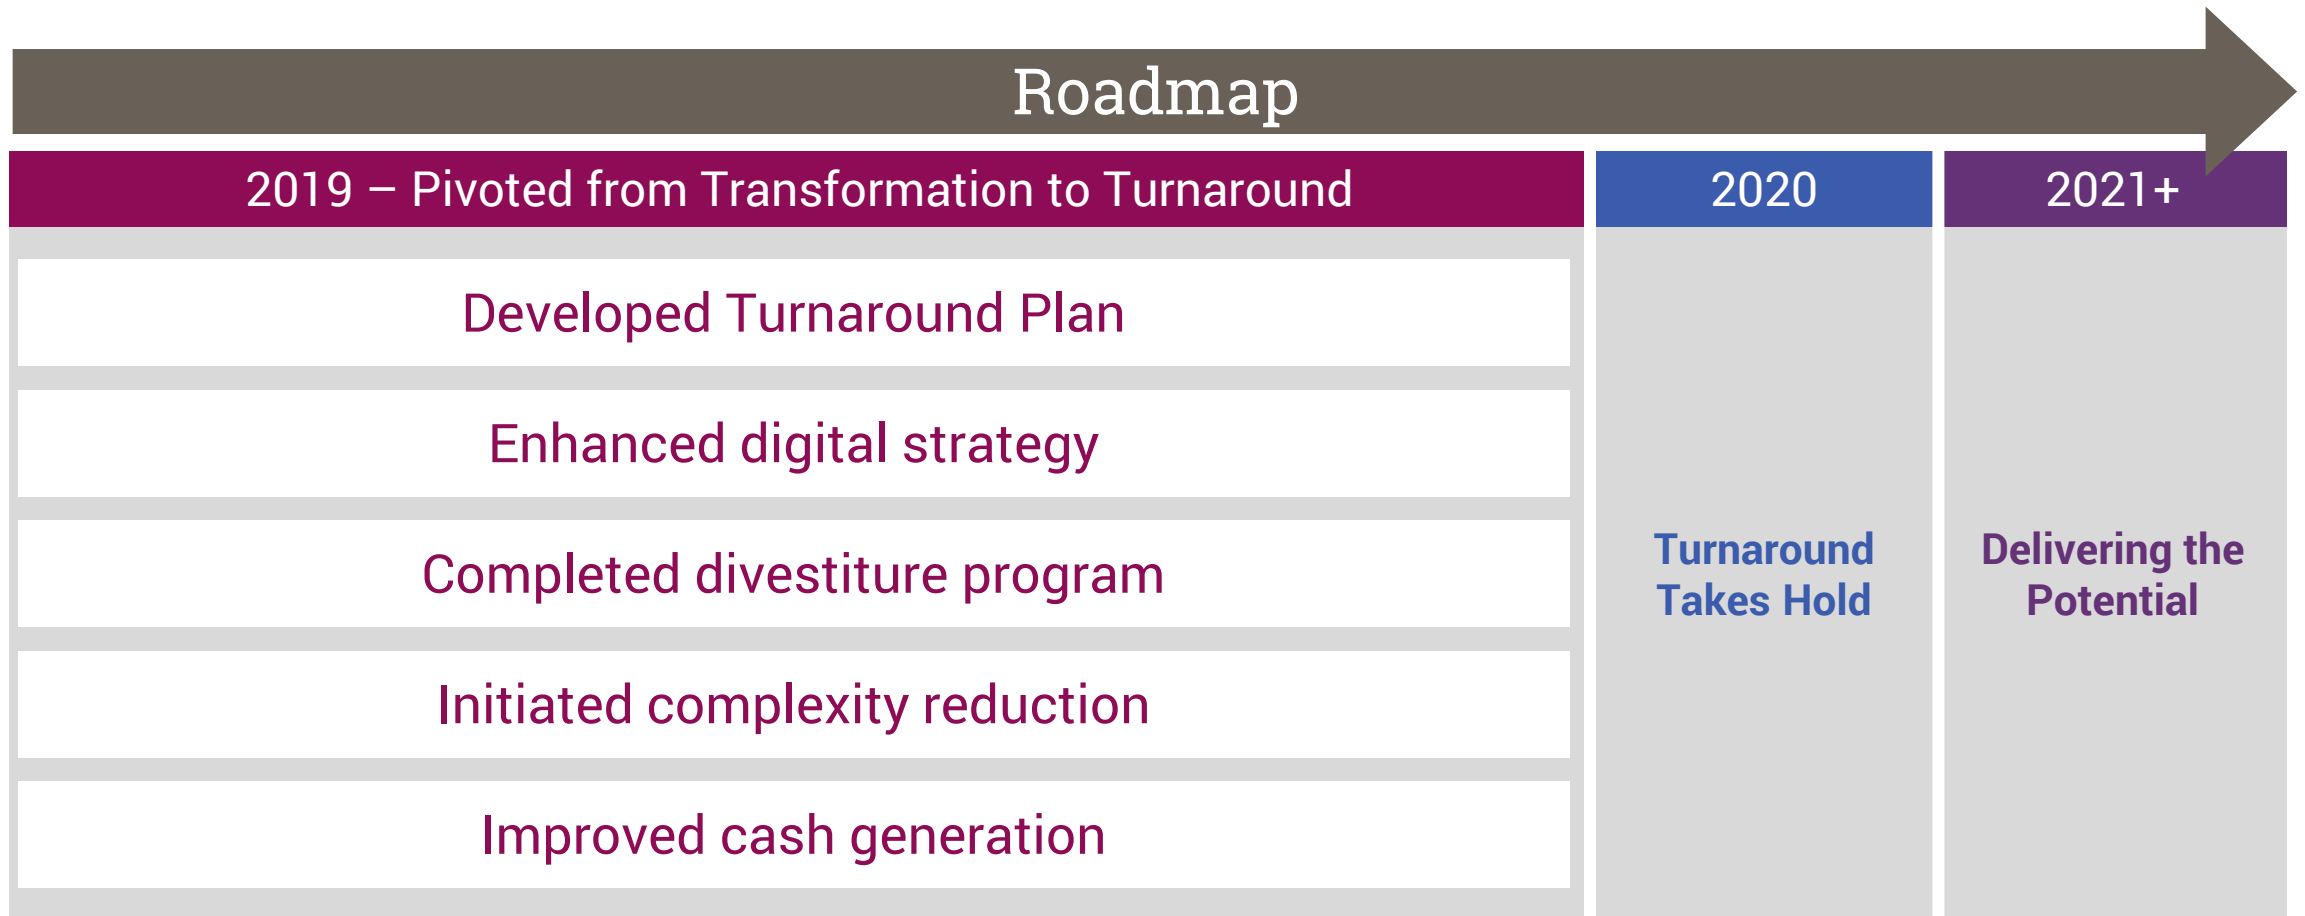 Roadmap
2019 – Pivoted from Transformation to Turnaround
Developed Turnaround Plan
Enhanced digital strategy
Completed divestiture program
Initiated complexity reduction
Improved cash generation
2020
Turnaround
Takes Hold
2021+
Delivering the
Potential